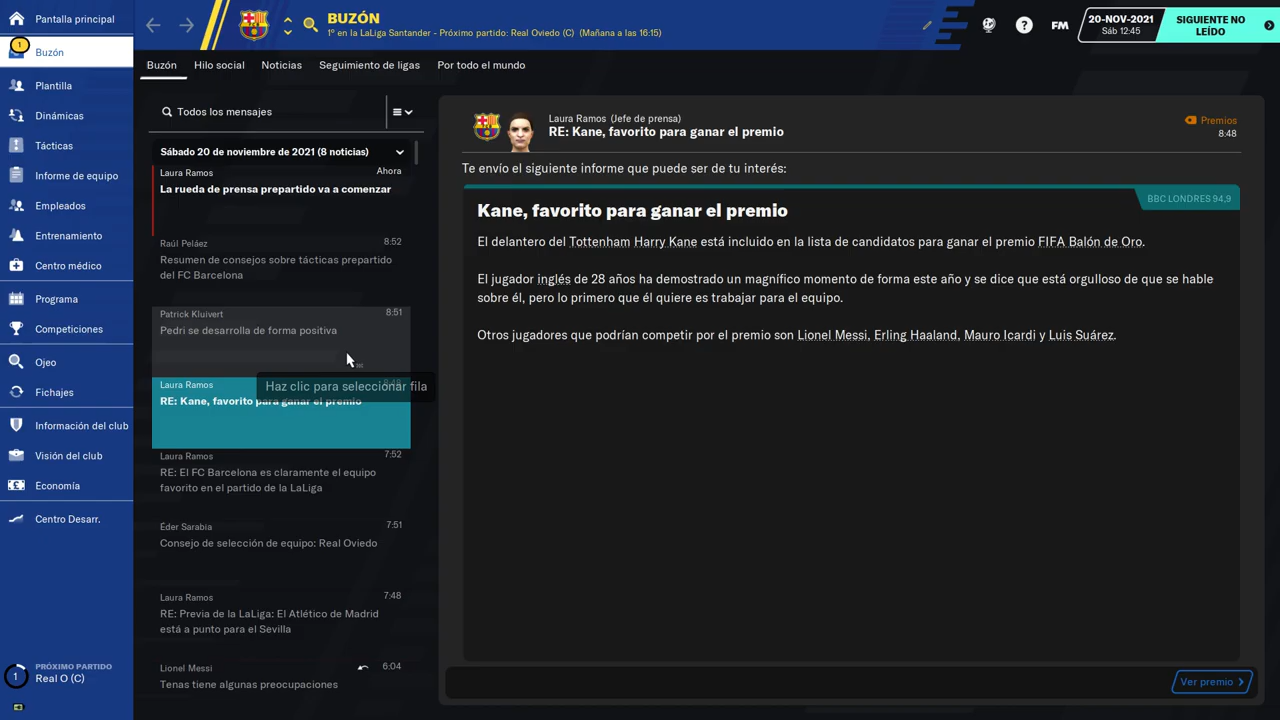 Pantalla principal
1
Buzón
Plantilla
Dinámicas
Tácticas
Informe de equipo
Empleados
Entrenamiento
Centro médico
Programa
Competiciones
Ojeo
Fichajes
Información del club
Visión del club
Economía
Centro Desarr.
1
PRÓXIMO PARTIDO
Real O (C)
BUZÓN
1º en la LaLiga Santander - Próximo partido: Real Oviedo (C) (Mañana a las 16:15)
FM
20-NOV-2021
Sáb 12:45
SIGUIENTE NO LEÍDO
Buzón
Hilo social
Noticias
Seguimiento de ligas
Por todo el mundo
Todos los mensajes
Sábado 20 de noviembre de 2021 (8 noticias)
Laura Ramos
Ahora
La rueda de prensa prepartido va a comenzar
Raúl Peláez
8:52
Resumen de consejos sobre tácticas prepartido
del FC Barcelona
Patrick Kluivert
8:51
Pedri se desarrolla de forma positiva
Haz clic para seleccionar fila
Laura Ramos
RE: Kane, favorito para ganar el premio
Laura Ramos
7:52
RE: El FC Barcelona es claramente el equipo
favorito en el partido de la LaLiga
Éder Sarabia
7:51
Consejo de selección de equipo: Real Oviedo
Laura Ramos
7:48
RE: Previa de la LaLiga: El Atlético de Madrid
está a punto para el Sevilla
Lionel Messi
6:04
Tenas tiene algunas preocupaciones
Laura Ramos (Jefe de prensa)
RE: Kane, favorito para ganar el premio
Premios
8:48
Te envío el siguiente informe que puede ser de tu interés:
BBC LONDRES 94,9
Kane, favorito para ganar el premio
El delantero del Tottenham Harry Kane está incluido en la lista de candidatos para ganar el premio FIFA Balón de Oro.
El jugador inglés de 28 años ha demostrado un magnífico momento de forma este año y se dice que está orgulloso de que se hable
sobre él, pero lo primero que él quiere es trabajar para el equipo.
Otros jugadores que podrían competir por el premio son Lionel Messi, Erling Haaland, Mauro Icardi y Luis Suárez.
Ver premio